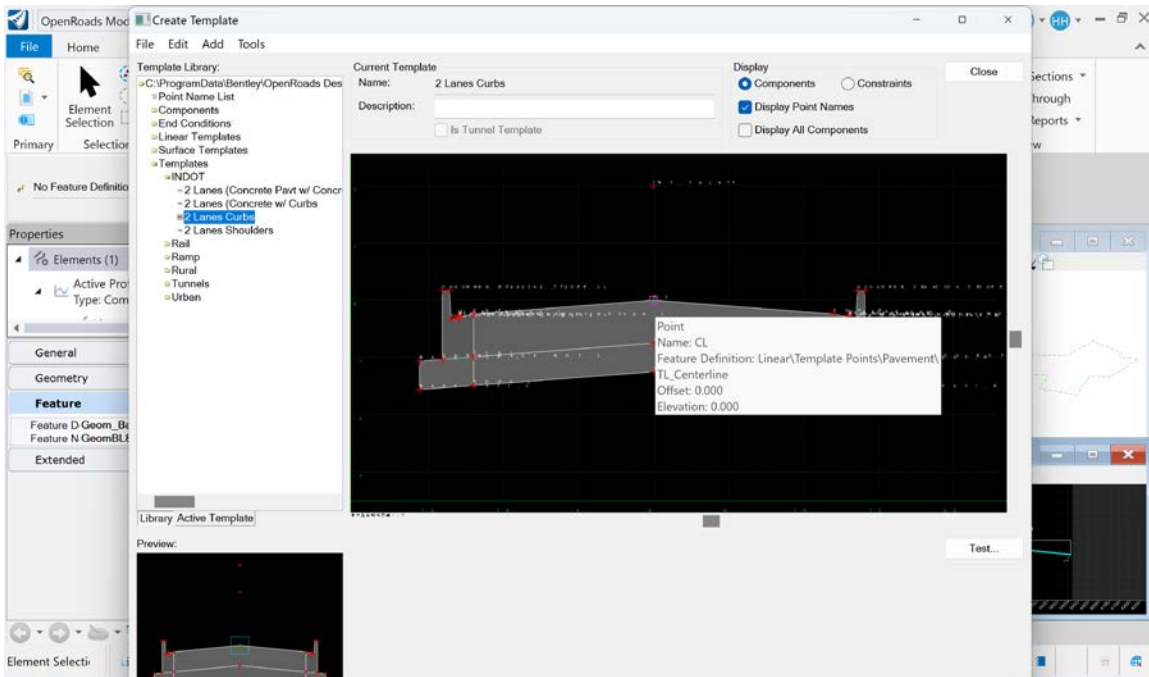 OpenRoads Mod
Create Template
HH
File
Home
File Edit Add Tools
Template Library:
C:\ProgramData\Bentley\OpenRoads Des
Point Name List
Components
End Conditions
Linear Templates
Surface Templates
Templates
INDOT
2 Lanes (Concrete Pavt w/ Concr
2 Lanes (Concrete w/ Curbs
2 Lanes Curbs
2 Lanes Shoulders
Rail
Ramp
Rural
Tunnels
Urban
Library Active Template
Current Template
Name: 2 Lanes Curbs
Description:
Is Tunnel Template
Display
Components Constraints
Display Point Names
Display All Components
Close
Sections
hrough
Reports
w
Element
Selection
Primary
Selection
No Feature Definitio
Properties
Elements (1)
Active Prof
Type: Com
General
Geometry
Feature
Feature D Geom_Ba
Feature N GeomBL8
Extended
Point
Name: CL
Feature Definition: Linear\Template Points\Pavement\
TL_Centerline
Offset: 0.000
Elevation: 0.000
Preview:
Test...
Element Selecti